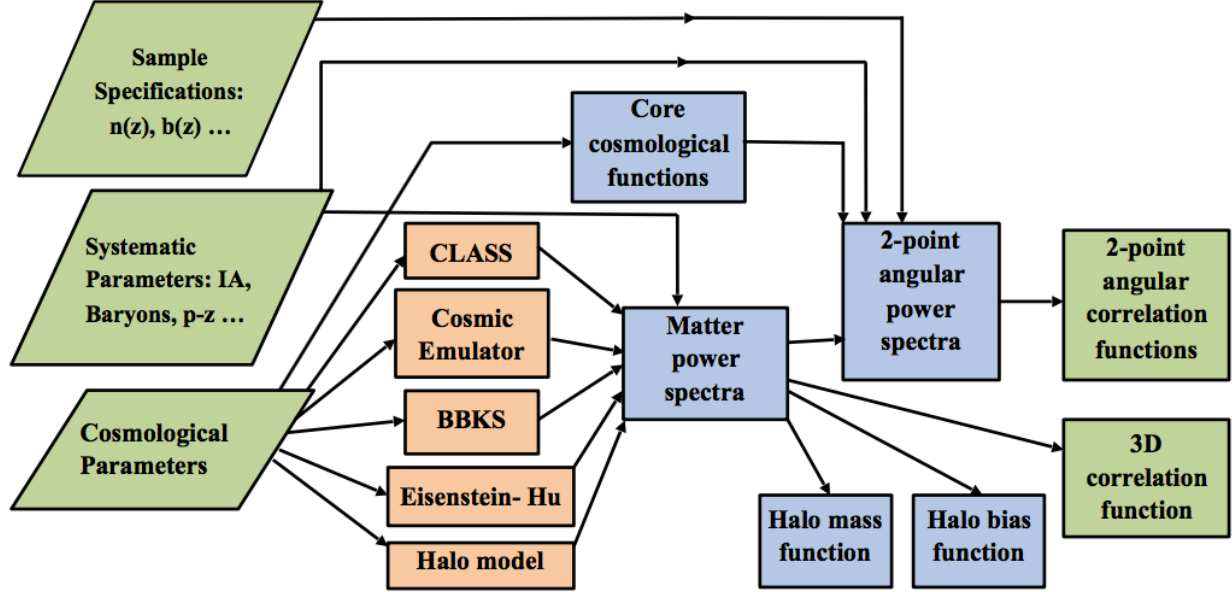 Sample
Specifications:
n(z), b(z) …
Systematic
Parameters: IA,
Baryons, p-z …
Cosmological
Parameters
Core
cosmological
functions
CLASS
Cosmic
Emulator
BBKS
Eisenstein- Hu
Halo model
Matter
power
spectra
2-point
angular
power
spectra
2-point
angular
correlation
functions
3D
correlation
function
Halo mass
function
Halo bias
function